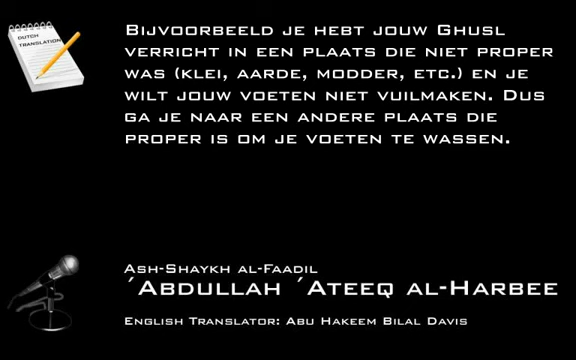 DUTCH
TRANSLATION
Bijvoorbeeld je hebt jouw Ghusl
verricht in een plaats die niet proper
was (klei, aarde, modder, etc.) en je
wilt jouw voeten niet vuilmaken. Dus
ga je naar een andere plaats die
proper is om je voeten te wassen.
Ash-Shaykh al-Faadil
´Abdullah ´Ateeq al-Harbee
English Translator: Abu Hakeem Bilal Davis